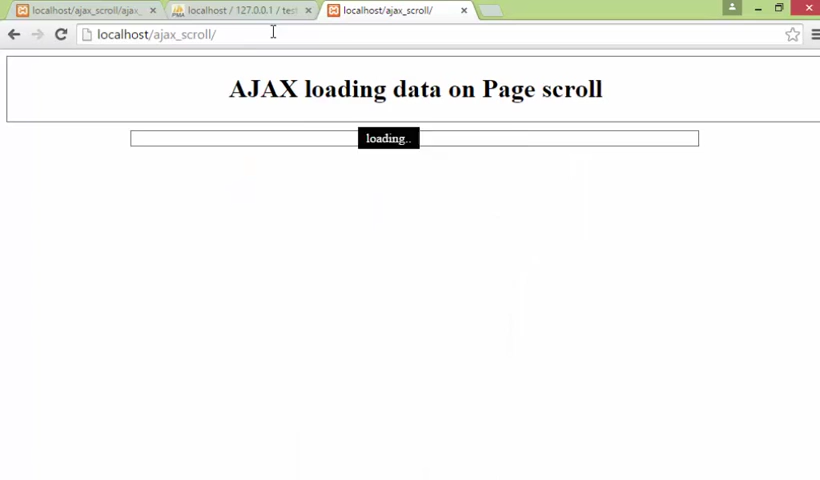 localhost/ajax_scroll/ajax_
localhost / 127.0.0.1 / test
localhost/ajax_scroll/
localhost/ajax_scroll/
AJAX loading data on Page scroll
loading..